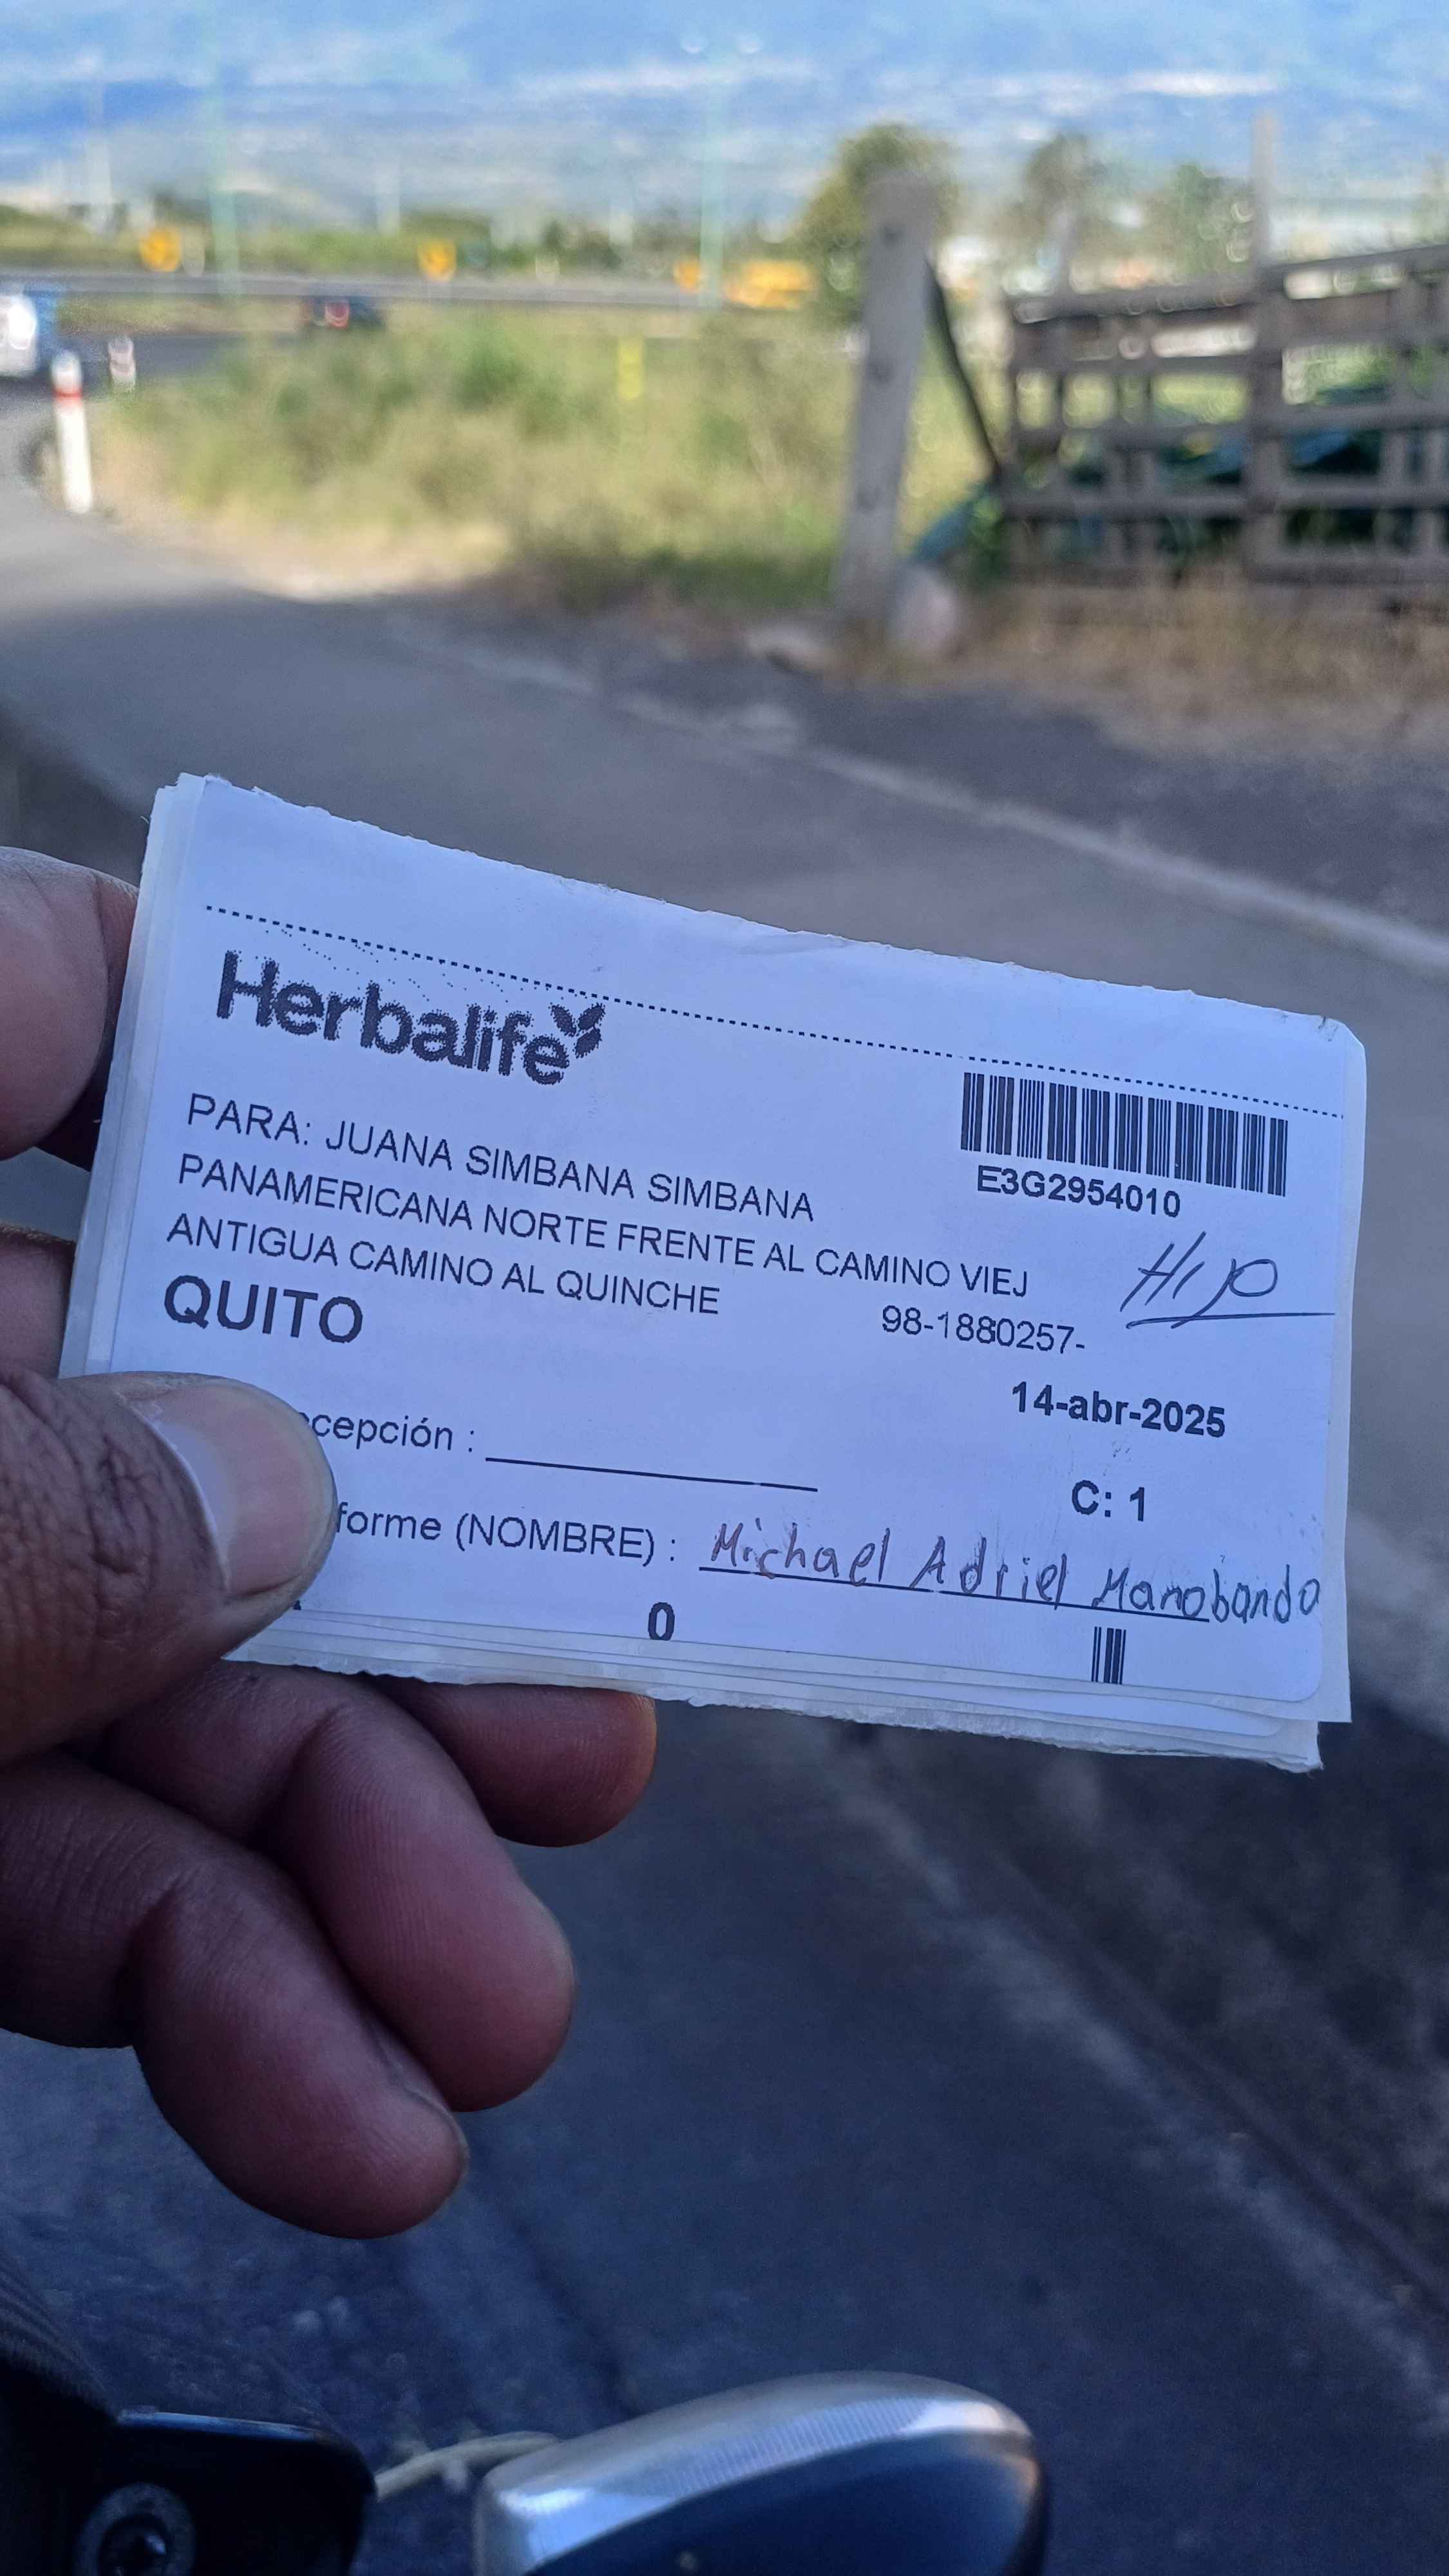 Herbalife
E3G2954010
PARA: JUANA SIMBANA SIMBANA
PANAMERICANA NORTE FRENTE AL CAMINO VIEJ
ANTIGUA CAMINO AL QUINCHE
Hijo
98-1880257-
QUITO
14-abr-2025
cepción :
C: 1
forme (NOMBRE) : Michael Adriel Manobanda
0